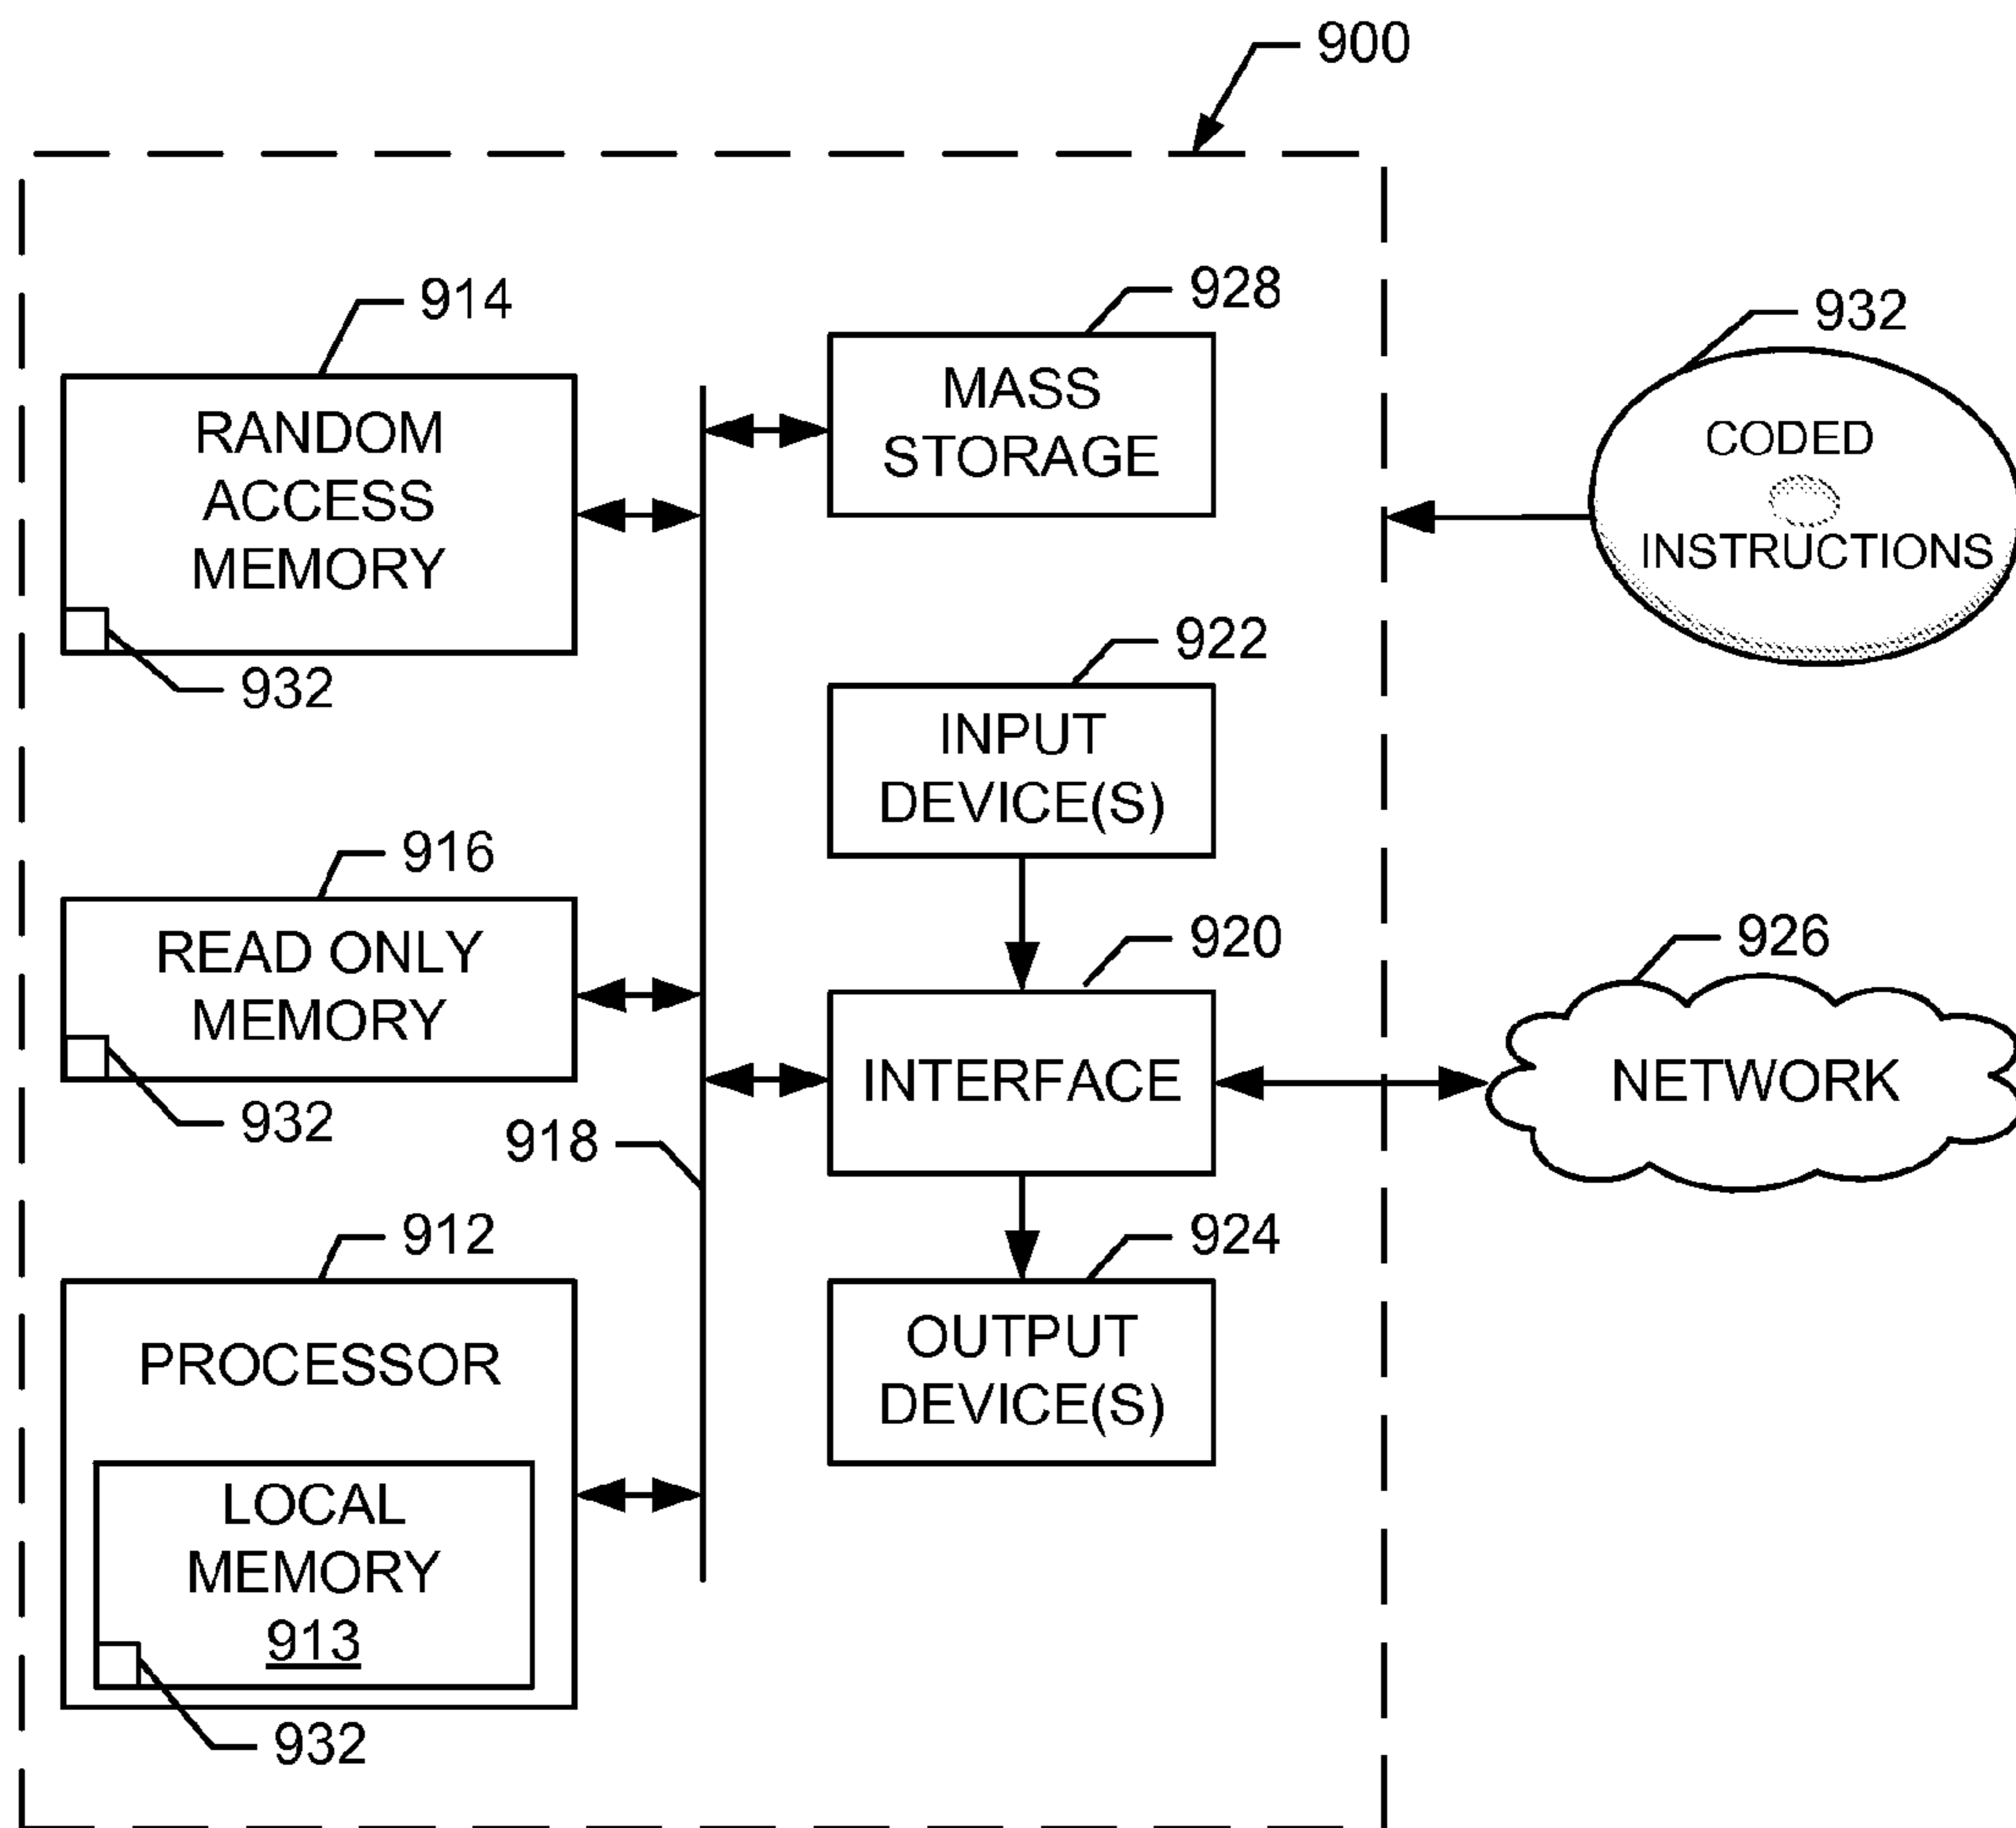 900
914
RANDOM
ACCESS
MEMORY
932
928
MASS
STORAGE
932
CODED
INSTRUCTIONS
922
INPUT
DEVICE(S)
916
READ ONLY
MEMORY
932
918
920
INTERFACE
926
NETWORK
912
PROCESSOR
LOCAL
MEMORY
913
932
924
OUTPUT
DEVICE(S)